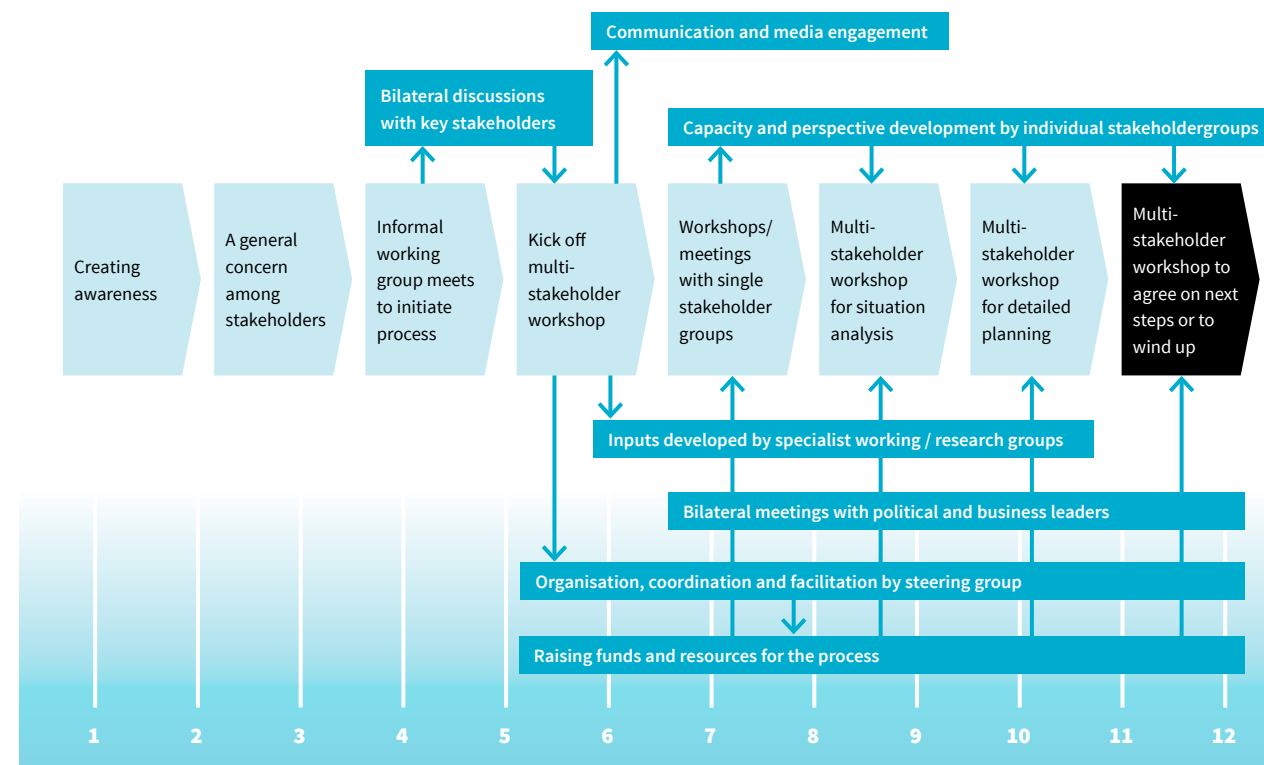 Communication and media engagement
Bilateral discussions
with key stakeholders
Capacity and perspective development by individual stakeholdergroups
Creating
awareness
A general
concern
among
stakeholders
Informal
working
group meets
to initiate
process
Kick off
multi-
stakeholder
workshop
Workshops/
meetings
with single
stakeholder
groups
Multi-
stakeholder
workshop
for situation
analysis
Multi-
stakeholder
workshop
for detailed
planning
Multi-
stakeholder
workshop to
agree on next
steps or to
wind up
Inputs developed by specialist working / research groups
Bilateral meetings with political and business leaders
Organisation, coordination and facilitation by steering group
Raising funds and resources for the process
1 2 3 4 5 6 7 8 9 10 11 12